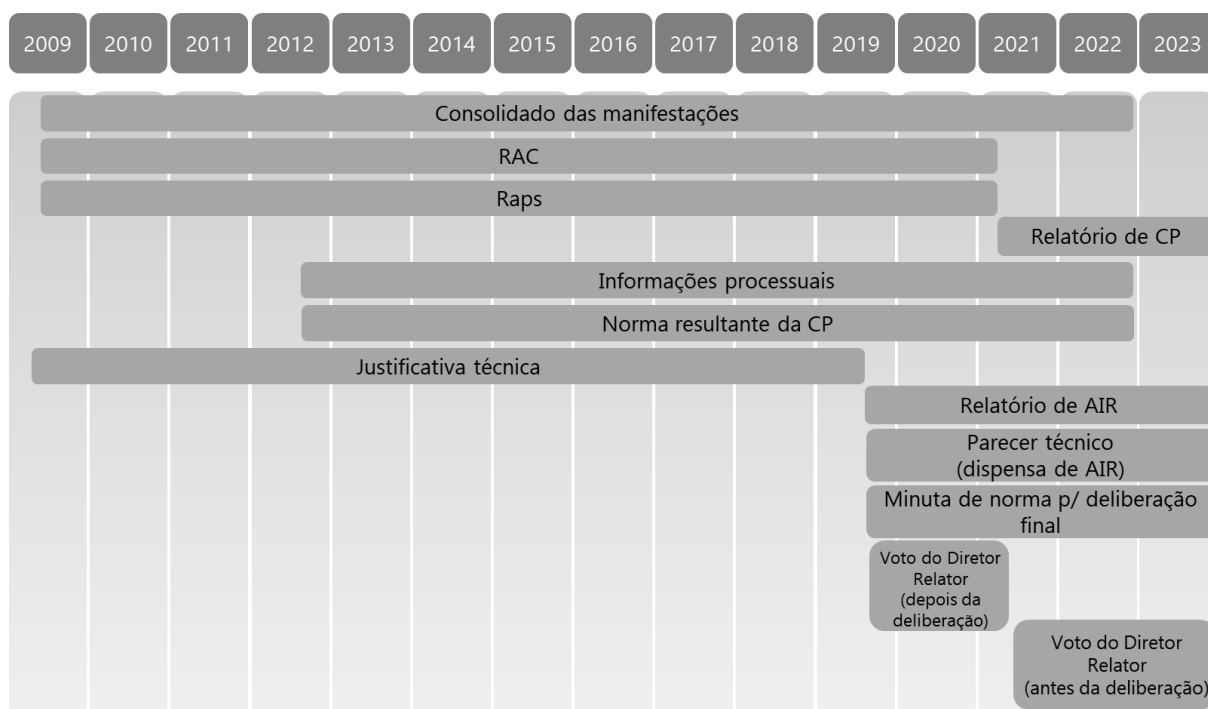 2009 2010 2011 2012 2013 2014 2015 2016 2017 2018 2019 2020 2021 2022 2023
Consolidado das manifestações
RAC
Raps
Relatório de CP
Informações processuais
Norma resultante da CP
Justificativa técnica
Relatório de AIR
Parecer técnico
(dispensa de AIR)
Minuta de norma p/ deliberação
final
Voto do Diretor
Relator
(depois da
deliberação)
Voto do Diretor
Relator
(antes da deliberação)